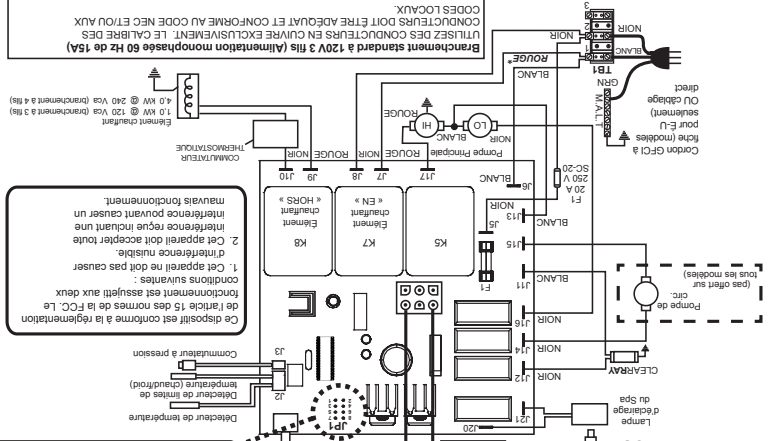 Lampe
d'éclairage
du Spa
J20
J21
JP1
Détecteur de température
J2
Détecteur de limites de
température (chaud/froid)
J3
Commutateur à pression
CLEARRAY
NOIR
J12
NOIR
J14
NOIR
J16
Pompe de
circ.
(pas offert sur
tous les modèles)
BLANC
J11
J15
BLANC
J13
F1
K5
K7
Élément
chauffant
« EN »
K8
Élément
chauffant
« HORS »
Ce dispositif est conforme à la réglementation
de l'article 15 des normes de la FCC. Le
fonctionnement est assujetti aux deux
conditions suivantes :
1. Cet appareil ne doit pas causer
d'interférence nuisible.
2. Cet appareil doit accepter toute
interférence reçue incluant une
interférence pouvant causer un
mauvais fonctionnement.
J5
NOIR
J6
BLANC
F1
20 A
250 V
SC-20
J17
J7
J8
J9
J10
ROUGE
NOIR
ROUGE
NOIR
Pompe Principale
NOIR
LO
BLANC
HI
ROUGE
COMMUTATEUR
THERMOSTATIQUE
Élément chauffant
1,0 kW @ 120 Vca (branchement à 3 fils)
4,0 kW @ 240 Vca (branchement à 4 fils)
Cordon GFCI à
fiche (modèles
pour É-U
seulement)
OU câblage
direct
M.A.L.T.
GRN
TB1
BLANC
ROUGE*
BLANC
1
NOIR
2
NOIR
3
Branchement standard à 120V 3 fils (Alimentation monophasée 60 Hz de 15A)
UTILISEZ DES CONDUCTEURS EN CUIVRE EXCLUSIVEMENT. LE CALIBRE DES
CONDUCTEURS DOIT ÊTRE ADÉQUAT ET CONFORME AU CODE NEC ET/OU AUX
CODES LOCAUX.